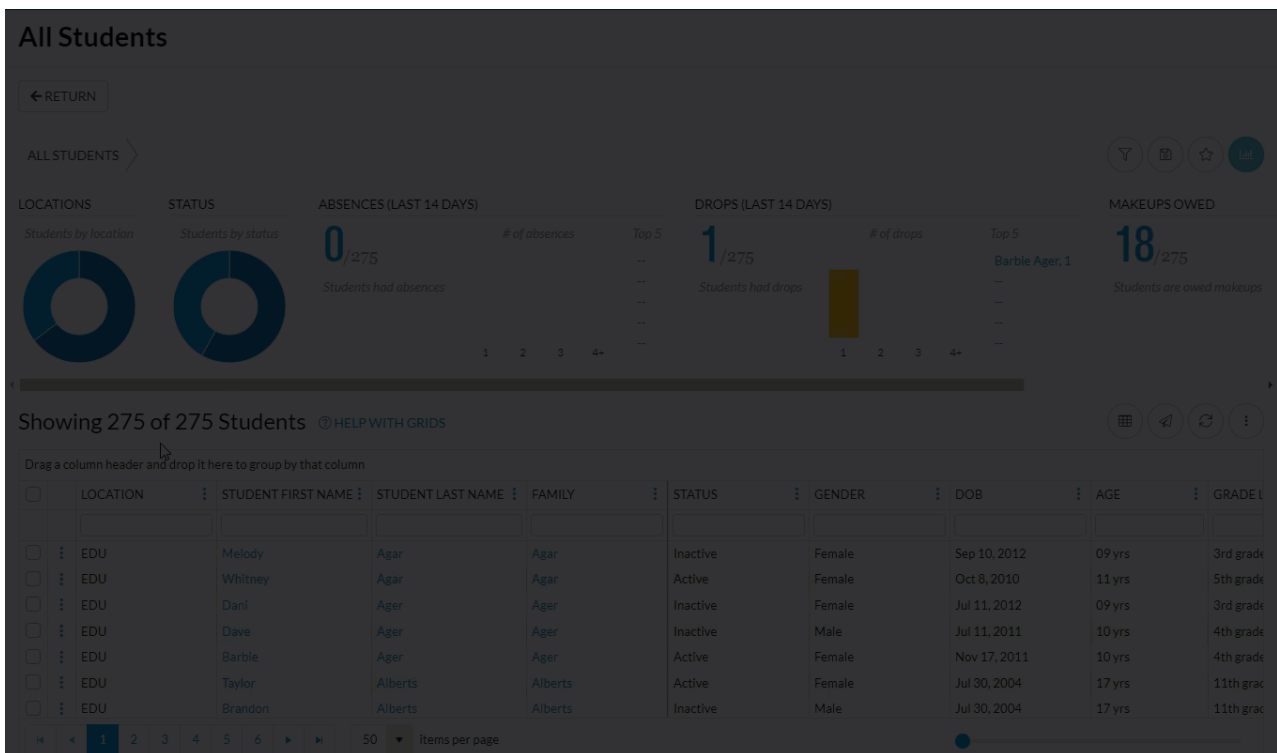 All Students
RETURN
ALL STUDENTS
LOCATIONS STATUS ABSENCES (LAST 14 DAYS) DROPS (LAST 14 DAYS) MAKEUPS OWED
Students by location Students by status 0/275 # of absences Top 5 1/275 # of drops Top 5 18/275
-- Barbie Ager, 1
Students had absences -- Students had drops -- Students are owed makeups
-- --
-- --
-- --
1 2 3 4+ 1 2 3 4+
Showing 275 of 275 Students HELP WITH GRIDS
Drag a column header and drop it here to group by that column
LOCATION STUDENT FIRST NAME STUDENT LAST NAME FAMILY STATUS GENDER DOB AGE GRADE L
EDU Melody Agar Agar Inactive Female Sep 10, 2012 09 yrs 3rd grade
EDU Whitney Agar Agar Active Female Oct 8, 2010 11 yrs 5th grade
EDU Dani Ager Ager Inactive Female Jul 11, 2012 09 yrs 3rd grade
EDU Dave Ager Ager Inactive Male Jul 11, 2011 10 yrs 4th grade
EDU Barbie Ager Ager Active Female Nov 17, 2011 10 yrs 4th grade
EDU Taylor Alberts Alberts Active Female Jul 30, 2004 17 yrs 11th grad
EDU Brandon Alberts Alberts Inactive Male Jul 30, 2004 17 yrs 11th grad
1 2 3 4 5 6 50 items per page